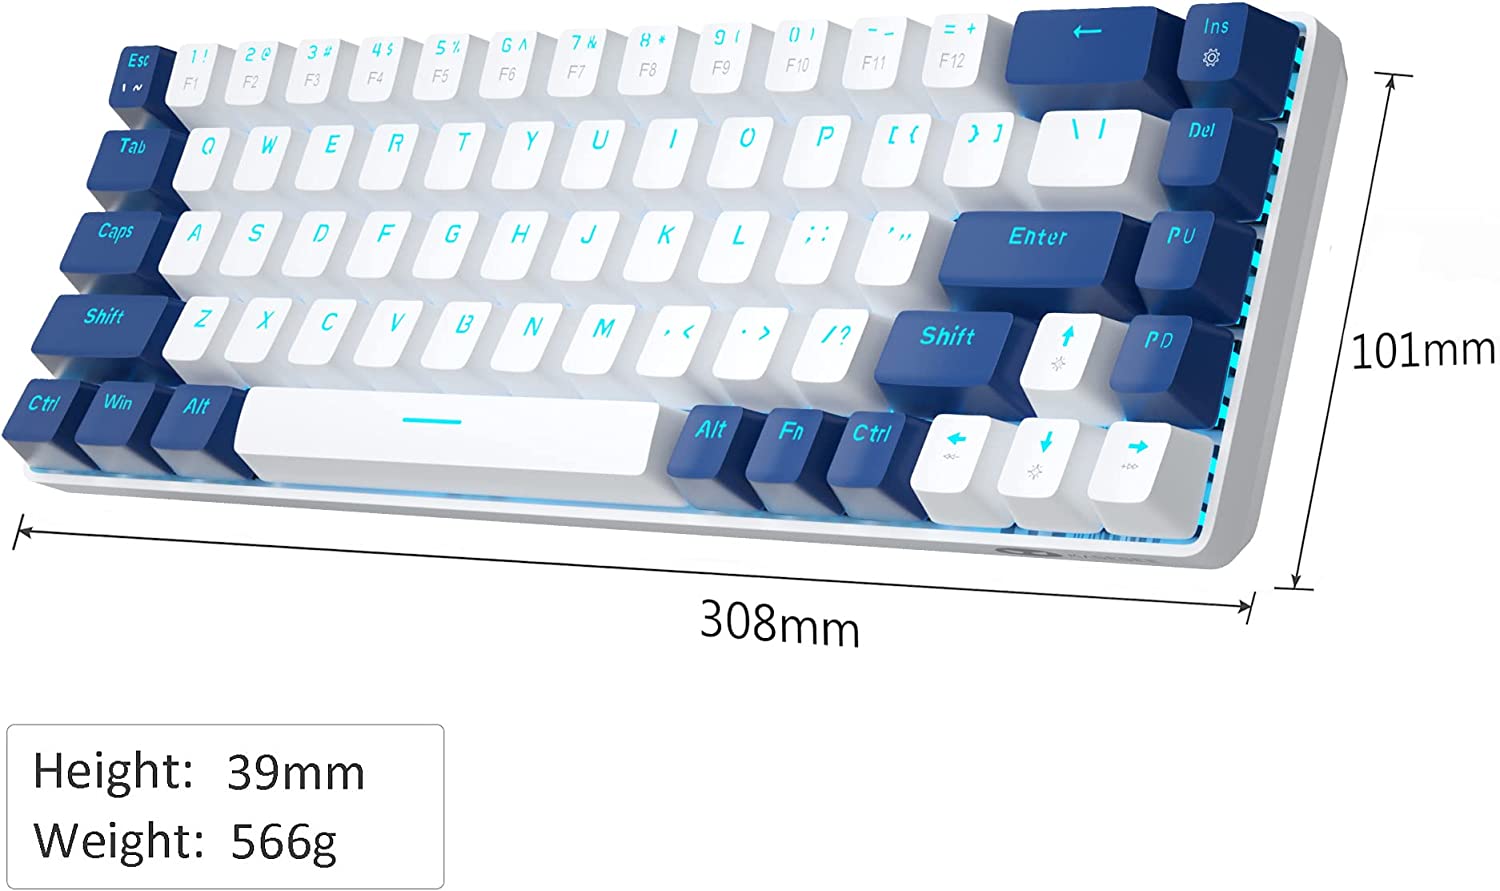 Esc 1 ! 2 @ 3 # 4 $ 5 % 6 ^ 7 & 8 * 9 ( 0 ) - _ = + ← Ins
\ ~ F1 F2 F3 F4 F5 F6 F7 F8 F9 F10 F11 F12
Tab Q W E R T Y U I O P [ { } ] \ | Del
Caps A S D F G H J K L ; : ' ,, Enter PU
Shift Z X C V B N M , < . > / ? Shift ↑ PD
Ctrl Win Alt — Alt Fn Ctrl ← ↓ →
101mm
308mm
Height: 39mm
Weight: 566g